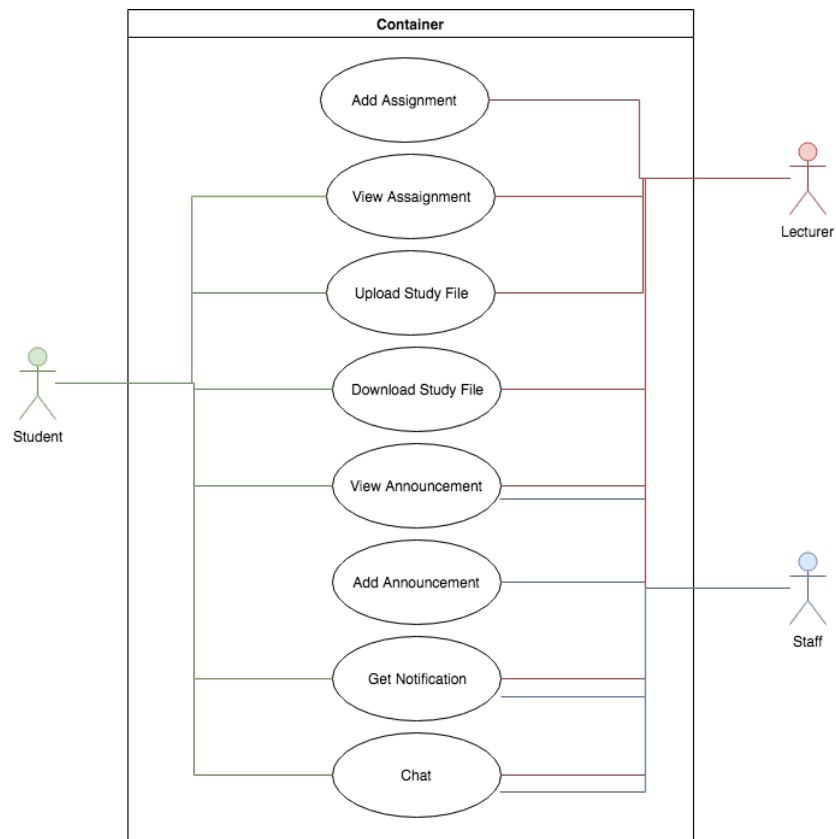 Container
Add Assignment
View Assaignment
Lecturer
Upload Study File
Download Study File
Student
View Announcement
Add Announcement
Staff
Get Notification
Chat